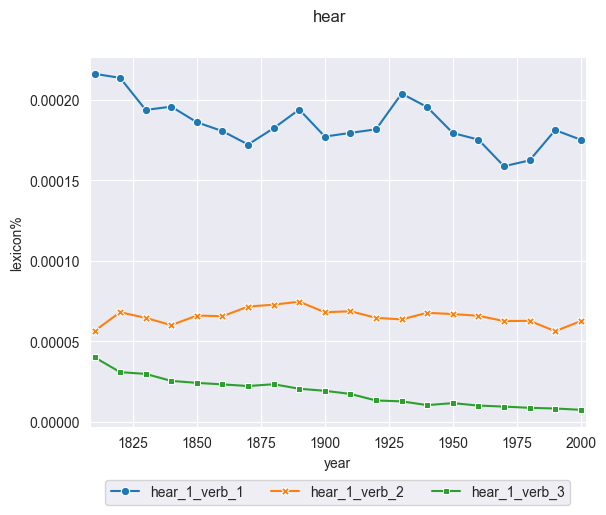 hear
0.00020
0.00015
0.00010
0.00005
0.00000
lexicon%
1825 1850 1875 1900 1925 1950 1975 2000
year
hear_1_verb_1 hear_1_verb_2 hear_1_verb_3